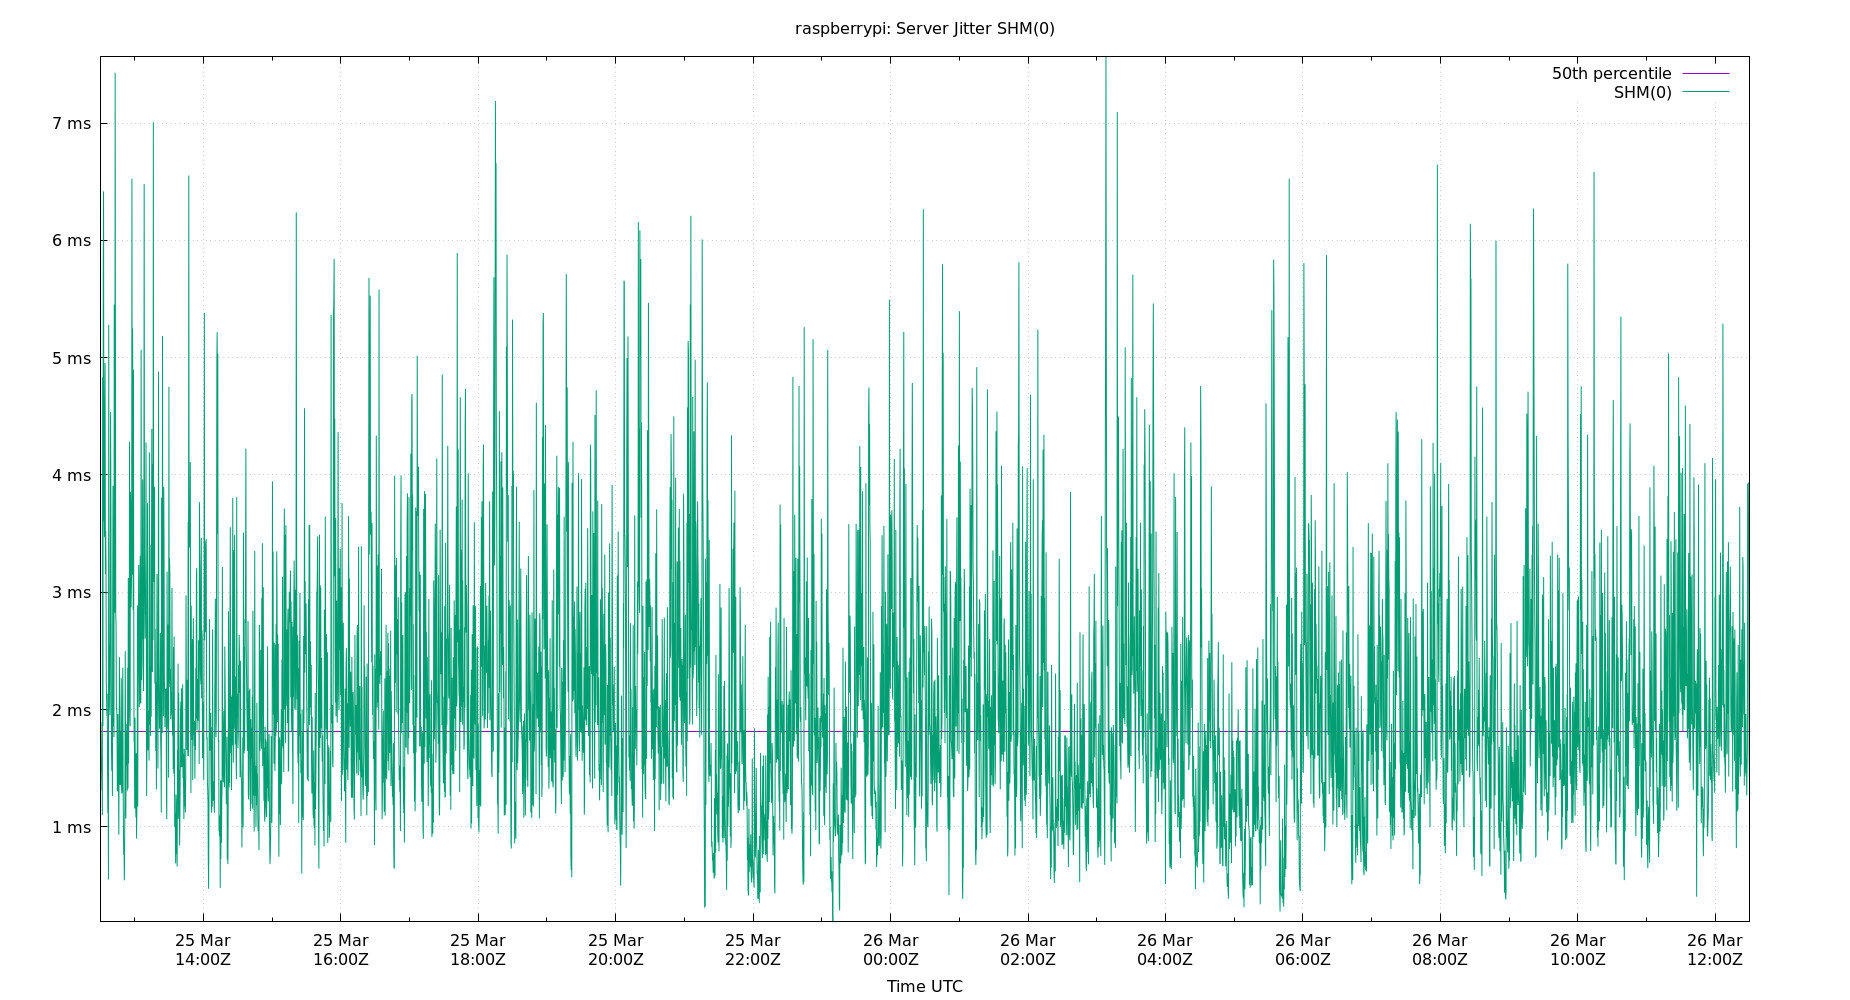 raspberrypi: Server Jitter SHM(0)
50th percentile
SHM(0)
7 ms
6 ms
5 ms
4 ms
3 ms
2 ms
1 ms
25 Mar 25 Mar 25 Mar 25 Mar 25 Mar 26 Mar 26 Mar 26 Mar 26 Mar 26 Mar 26 Mar 26 Mar
14:00Z 16:00Z 18:00Z 20:00Z 22:00Z 00:00Z 02:00Z 04:00Z 06:00Z 08:00Z 10:00Z 12:00Z
Time UTC